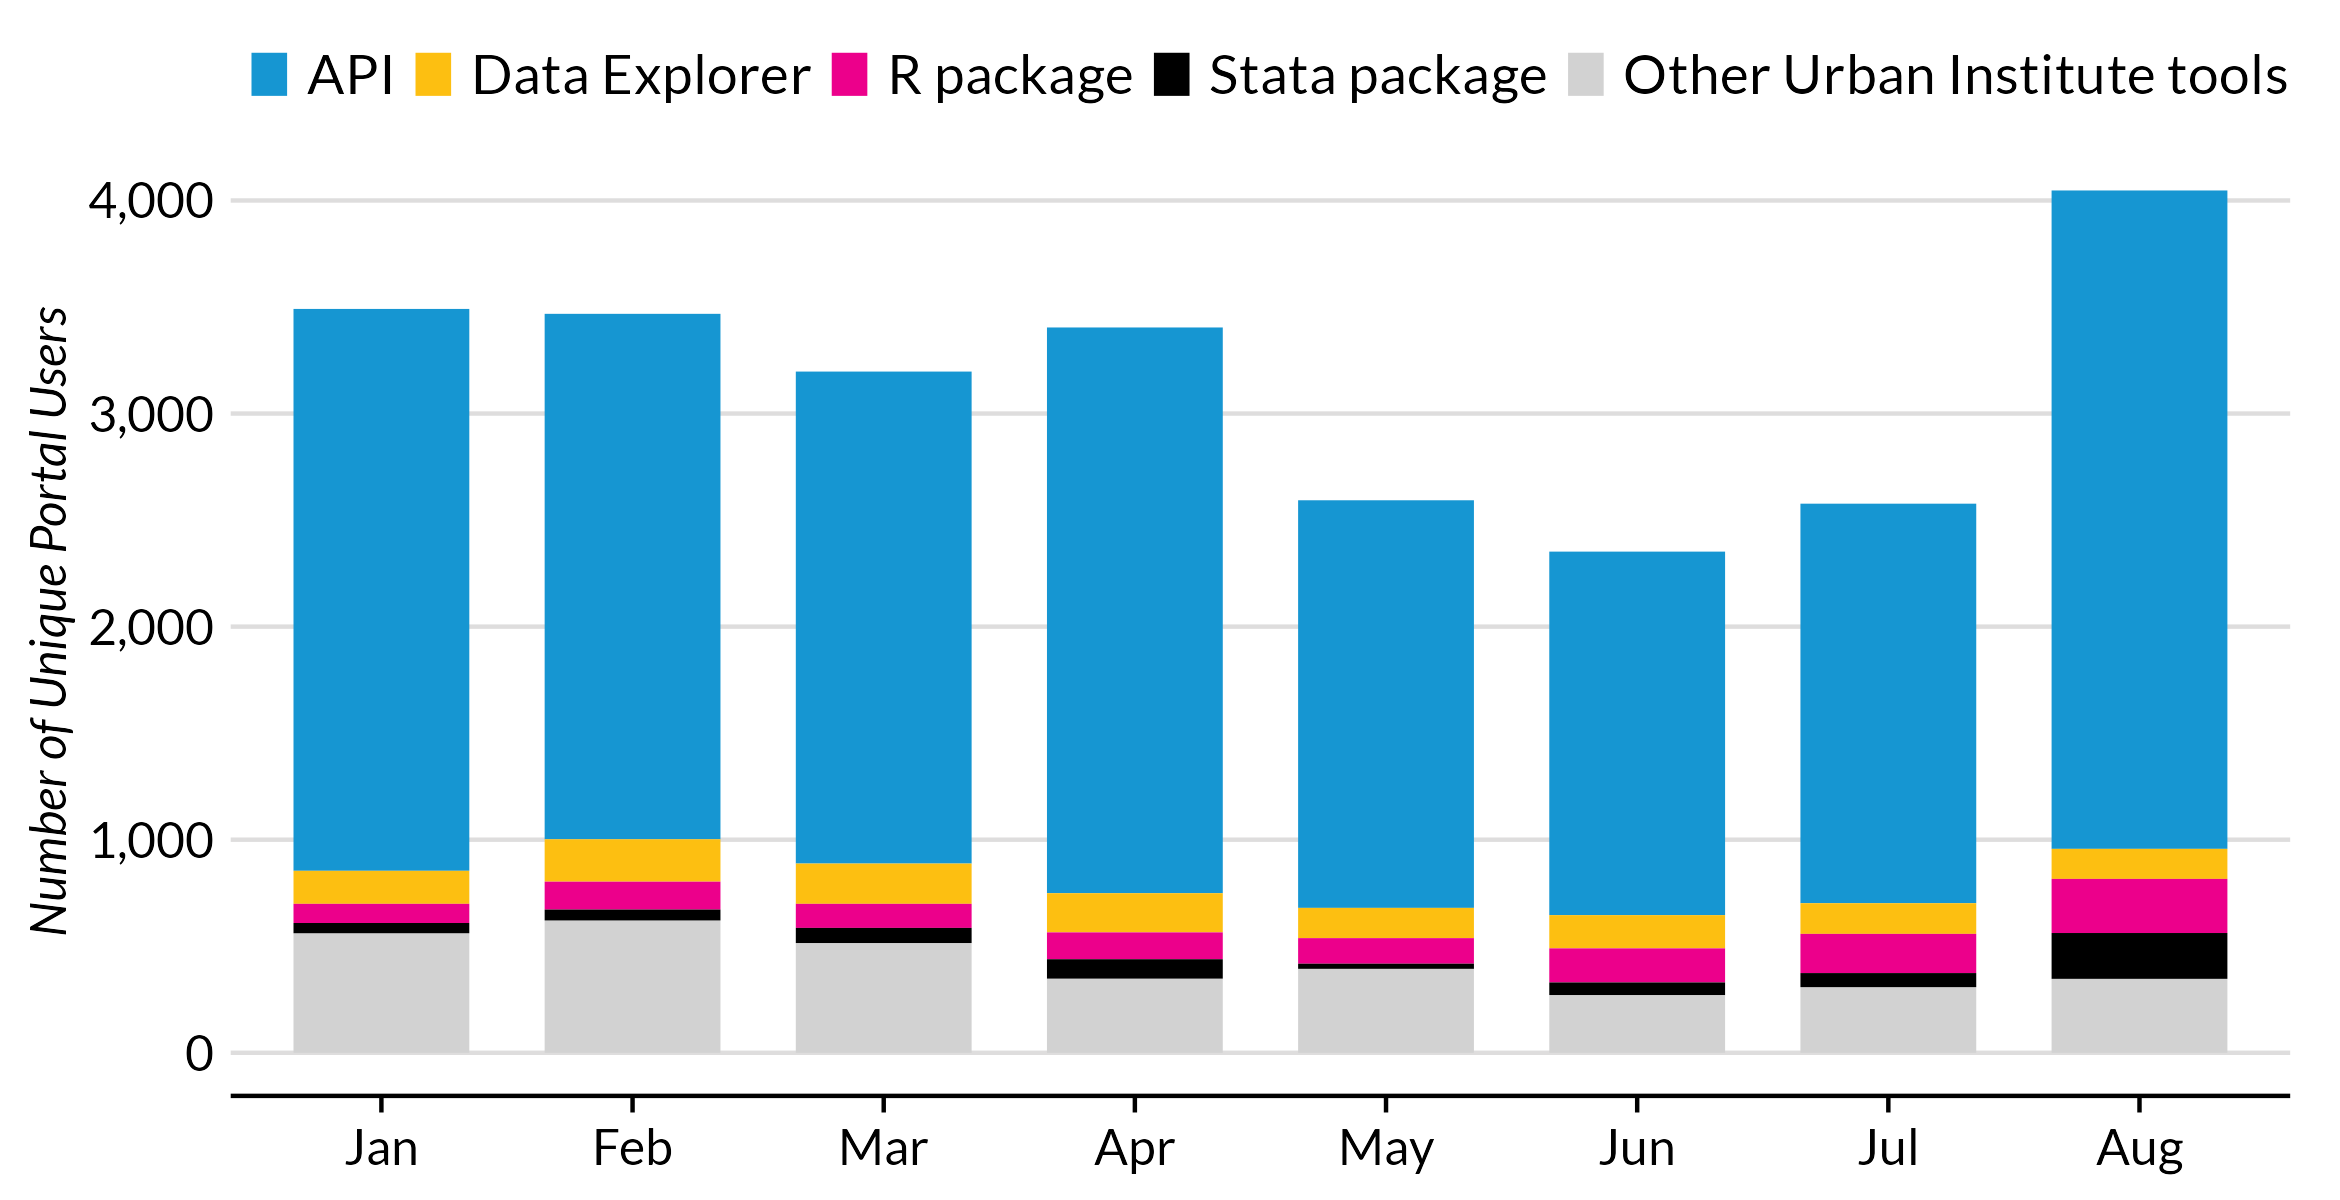 API Data Explorer R package Stata package Other Urban Institute tools
Number of Unique Portal Users
4,000
3,000
2,000
1,000
0
Jan Feb Mar Apr May Jun Jul Aug